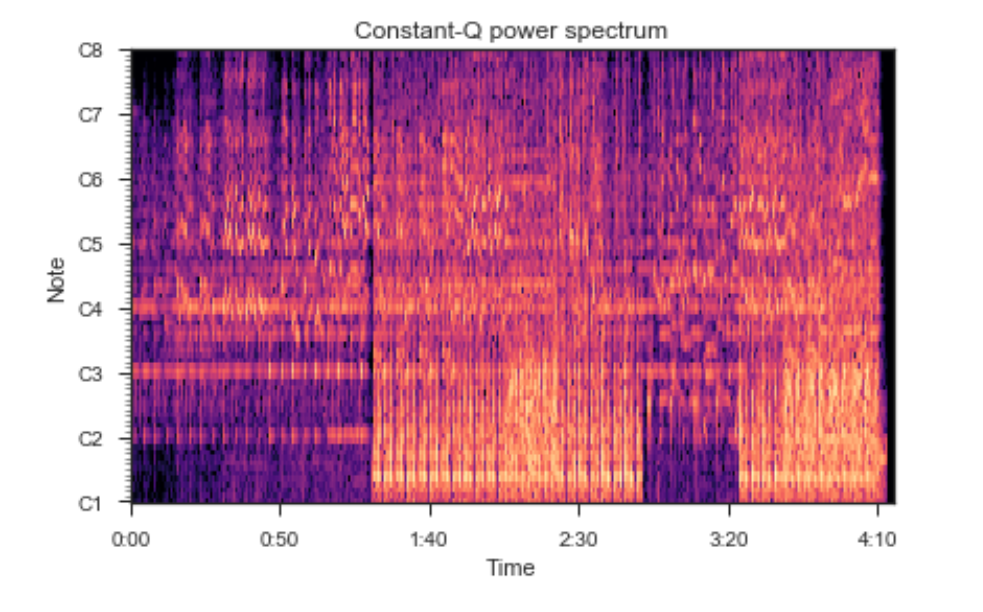 Constant-Q power spectrum
C8
C7
C6
C5
C4
C3
C2
C1
Note
0:00 0:50 1:40 2:30 3:20 4:10
Time